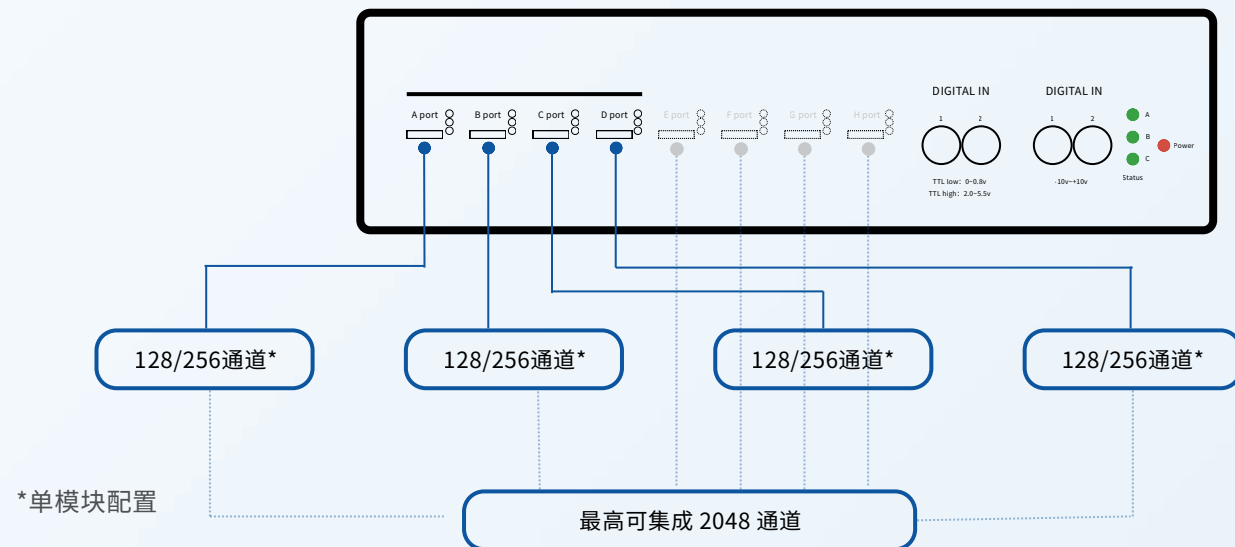 DIGITAL IN
DIGITAL IN
A port
B port
C port
D port
E port
F port
G port
H port
1
2
1
2
A
B
C
Power
Status
TTL low: 0~0.8v
TTL high: 2.0~5.5v
-10v~+10v
128/256通道*
128/256通道*
128/256通道*
128/256通道*
*单模块配置
最高可集成 2048 通道